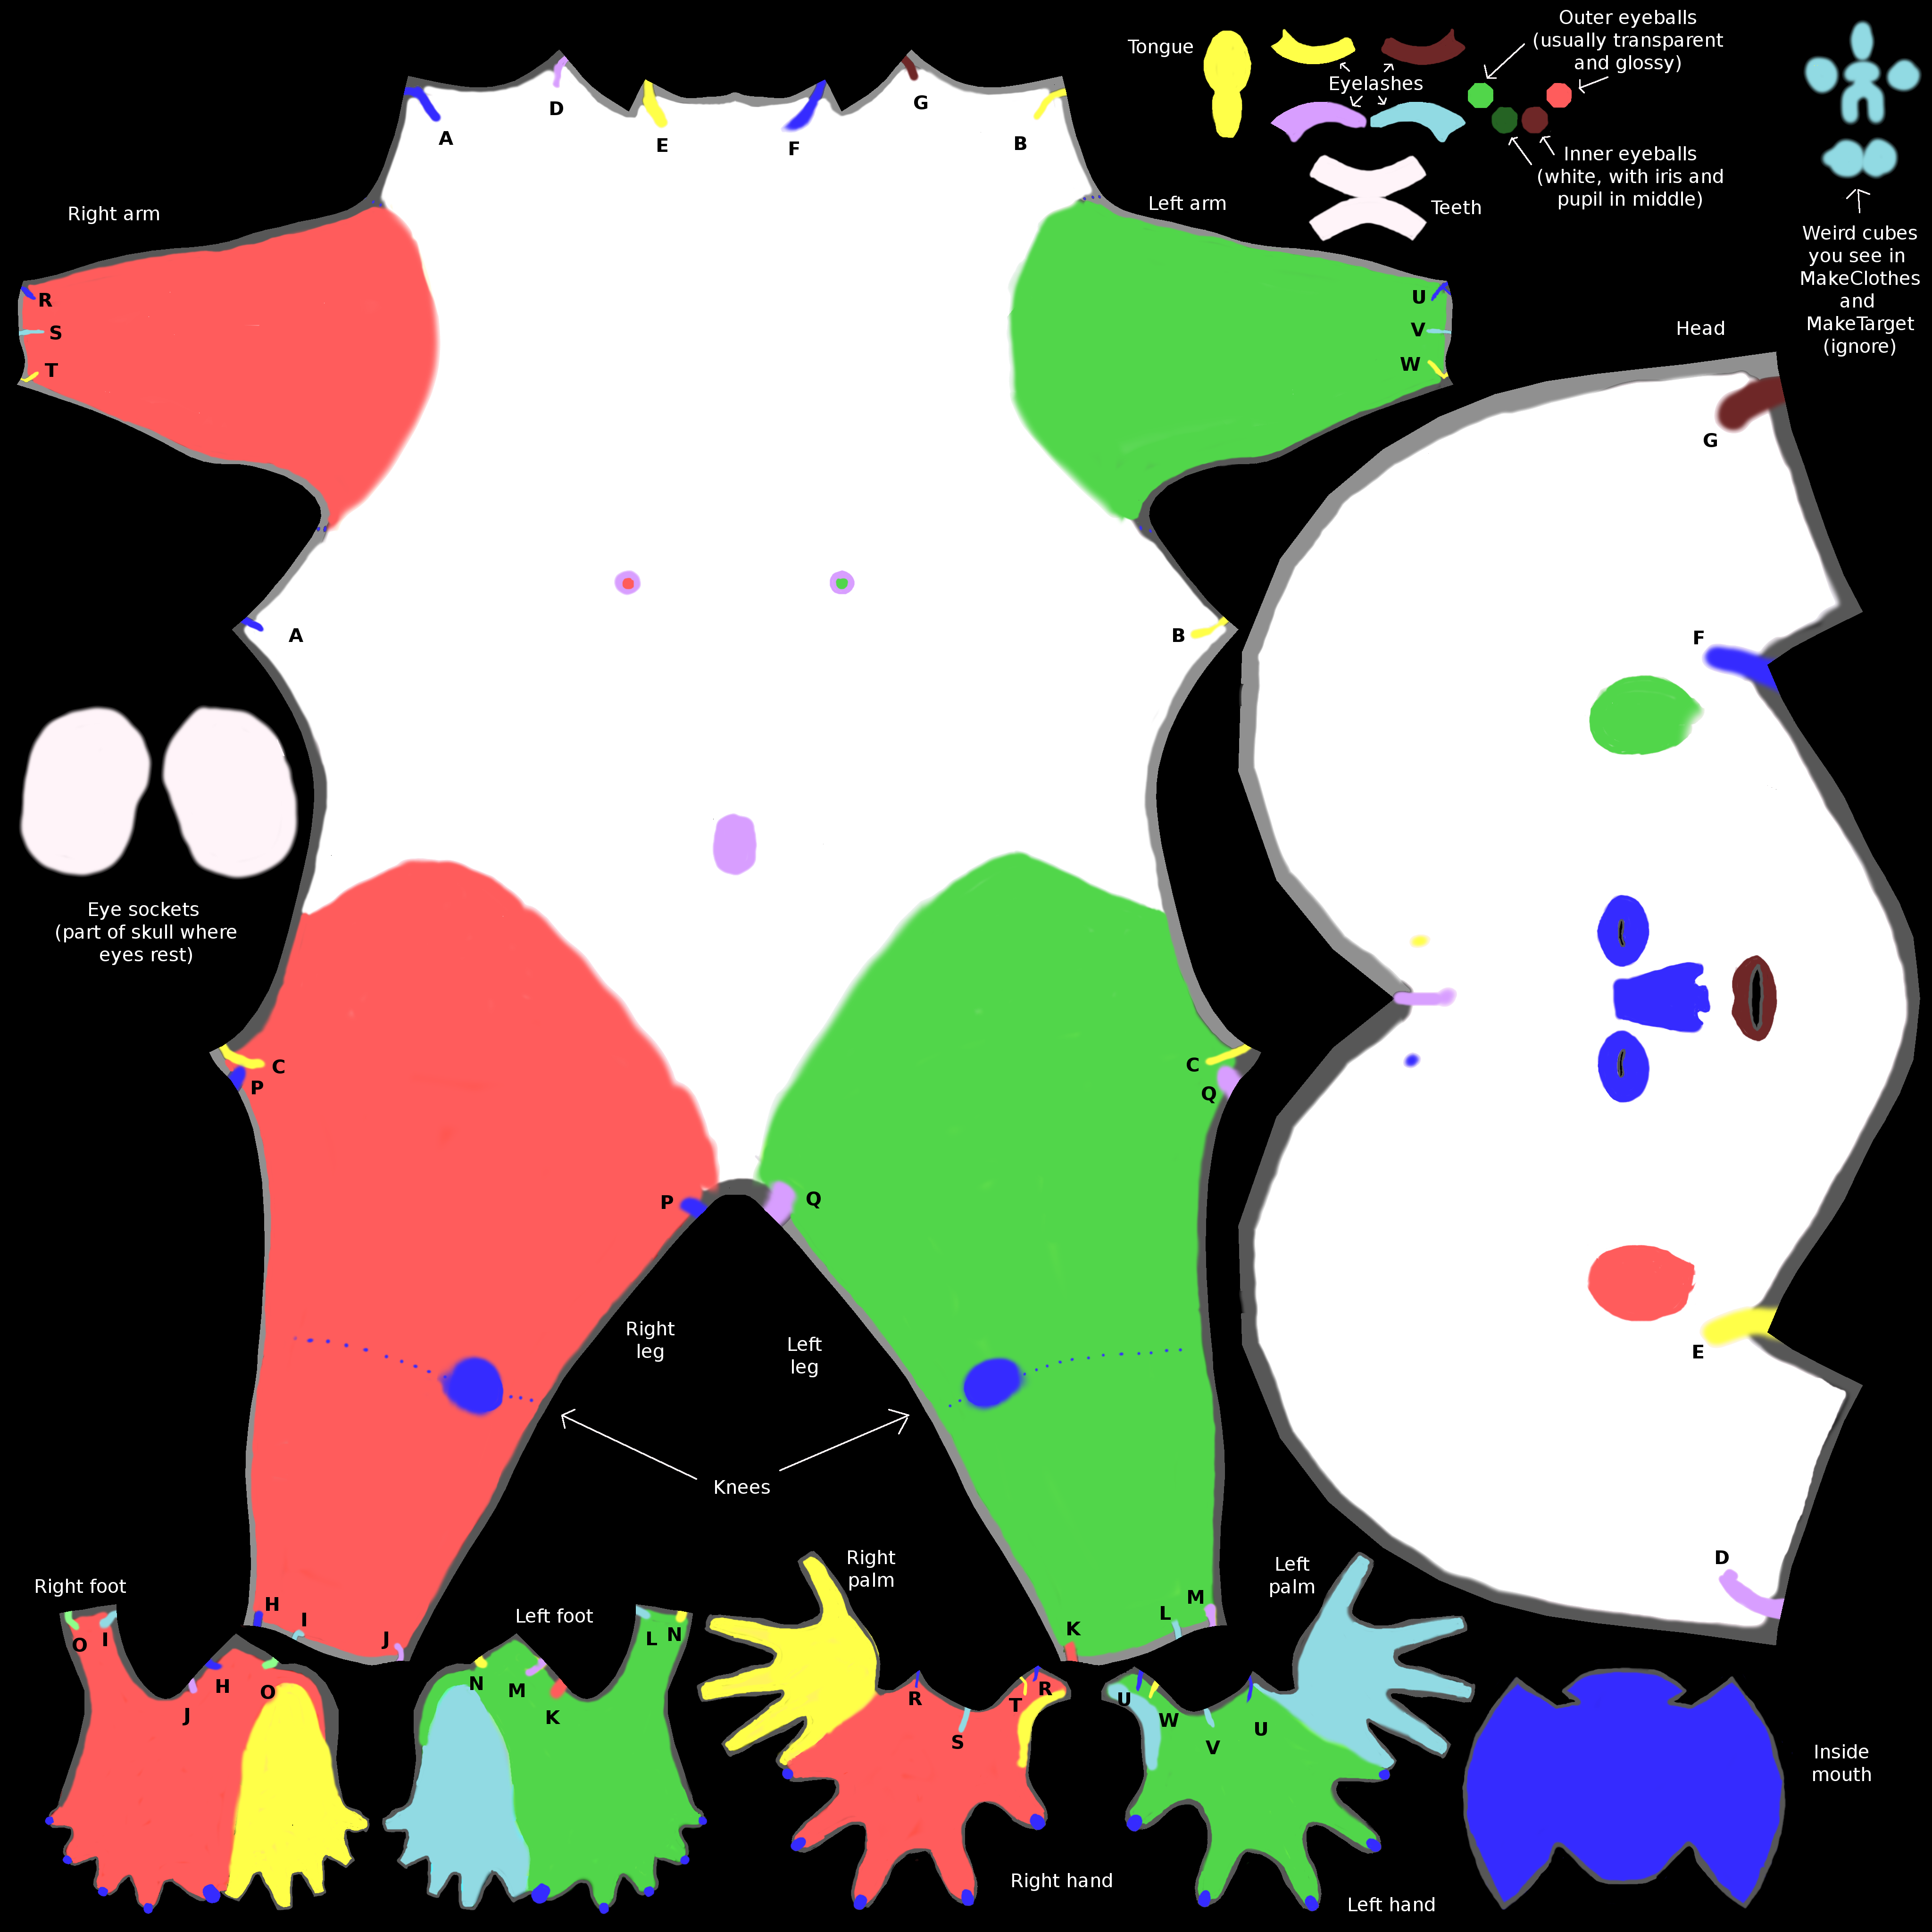 Tongue
Eyelashes
Outer eyeballs
(usually transparent
and glossy)
Inner eyeballs
(white, with iris and
pupil in middle)
Teeth
Weird cubes
you see in
MakeClothes
and
MakeTarget
(ignore)
A
D
E
F
G
B
Right arm
Left arm
R
S
T
U
V
W
Head
G
F
A
B
Eye sockets
(part of skull where
eyes rest)
C
P
C
Q
P
Q
Right
leg
Left
leg
E
Knees
D
H
I
J
K
L
M
Right foot
O
I
J
H
O
Left foot
N
M
K
L
N
Right
palm
R
S
T
R
Right hand
Left
palm
U
W
V
U
Left hand
Inside
mouth